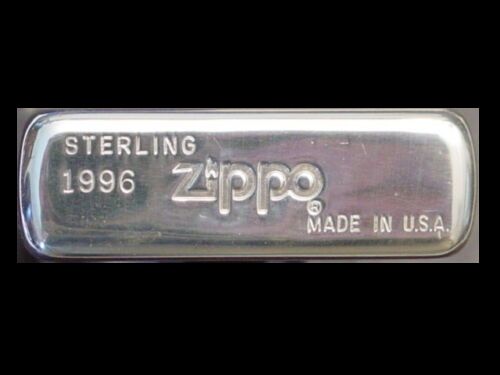 STERLING
1996 Zippo ®
MADE IN U.S.A.